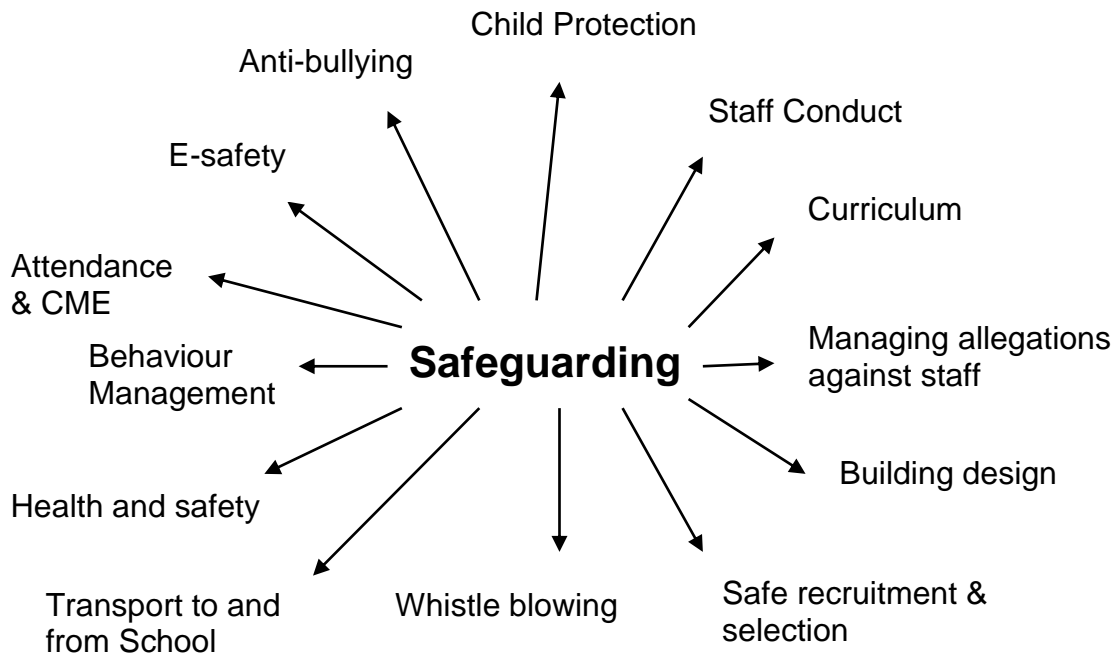 Child Protection
Anti-bullying
Staff Conduct
E-safety
Curriculum
Attendance
& CME
Managing allegations
against staff
Behaviour
Management
Safeguarding
Building design
Health and safety
Safe recruitment &
selection
Whistle blowing
Transport to and
from School